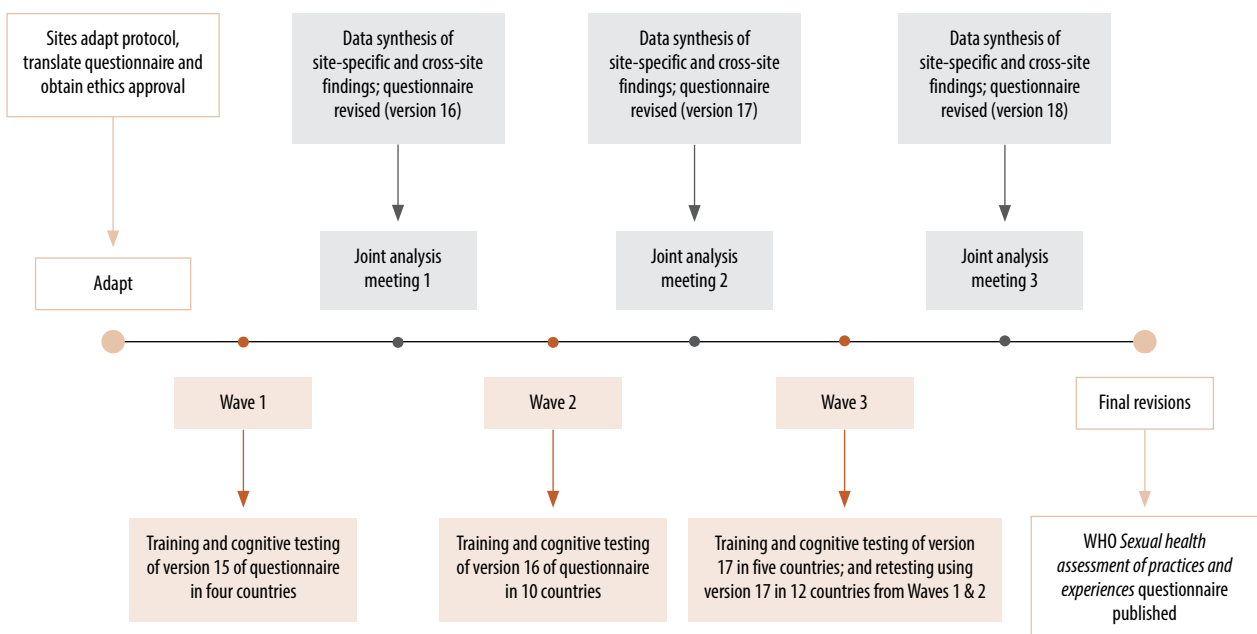 Sites adapt protocol,
translate questionnaire and
obtain ethics approval
Data synthesis of
site-specific and cross-site
findings; questionnaire
revised (version 16)
Data synthesis of
site-specific and cross-site
findings; questionnaire
revised (version 17)
Data synthesis of
site-specific and cross-site
findings; questionnaire
revised (version 18)
Adapt
Joint analysis
meeting 1
Joint analysis
meeting 2
Joint analysis
meeting 3
Wave 1
Wave 2
Wave 3
Final revisions
Training and cognitive testing
of version 15 of questionnaire
in four countries
Training and cognitive testing
of version 16 of questionnaire
in 10 countries
Training and cognitive testing of version
17 in five countries; and retesting using
version 17 in 12 countries from Waves 1 & 2
WHO Sexual health
assessment of practices and
experiences questionnaire
published